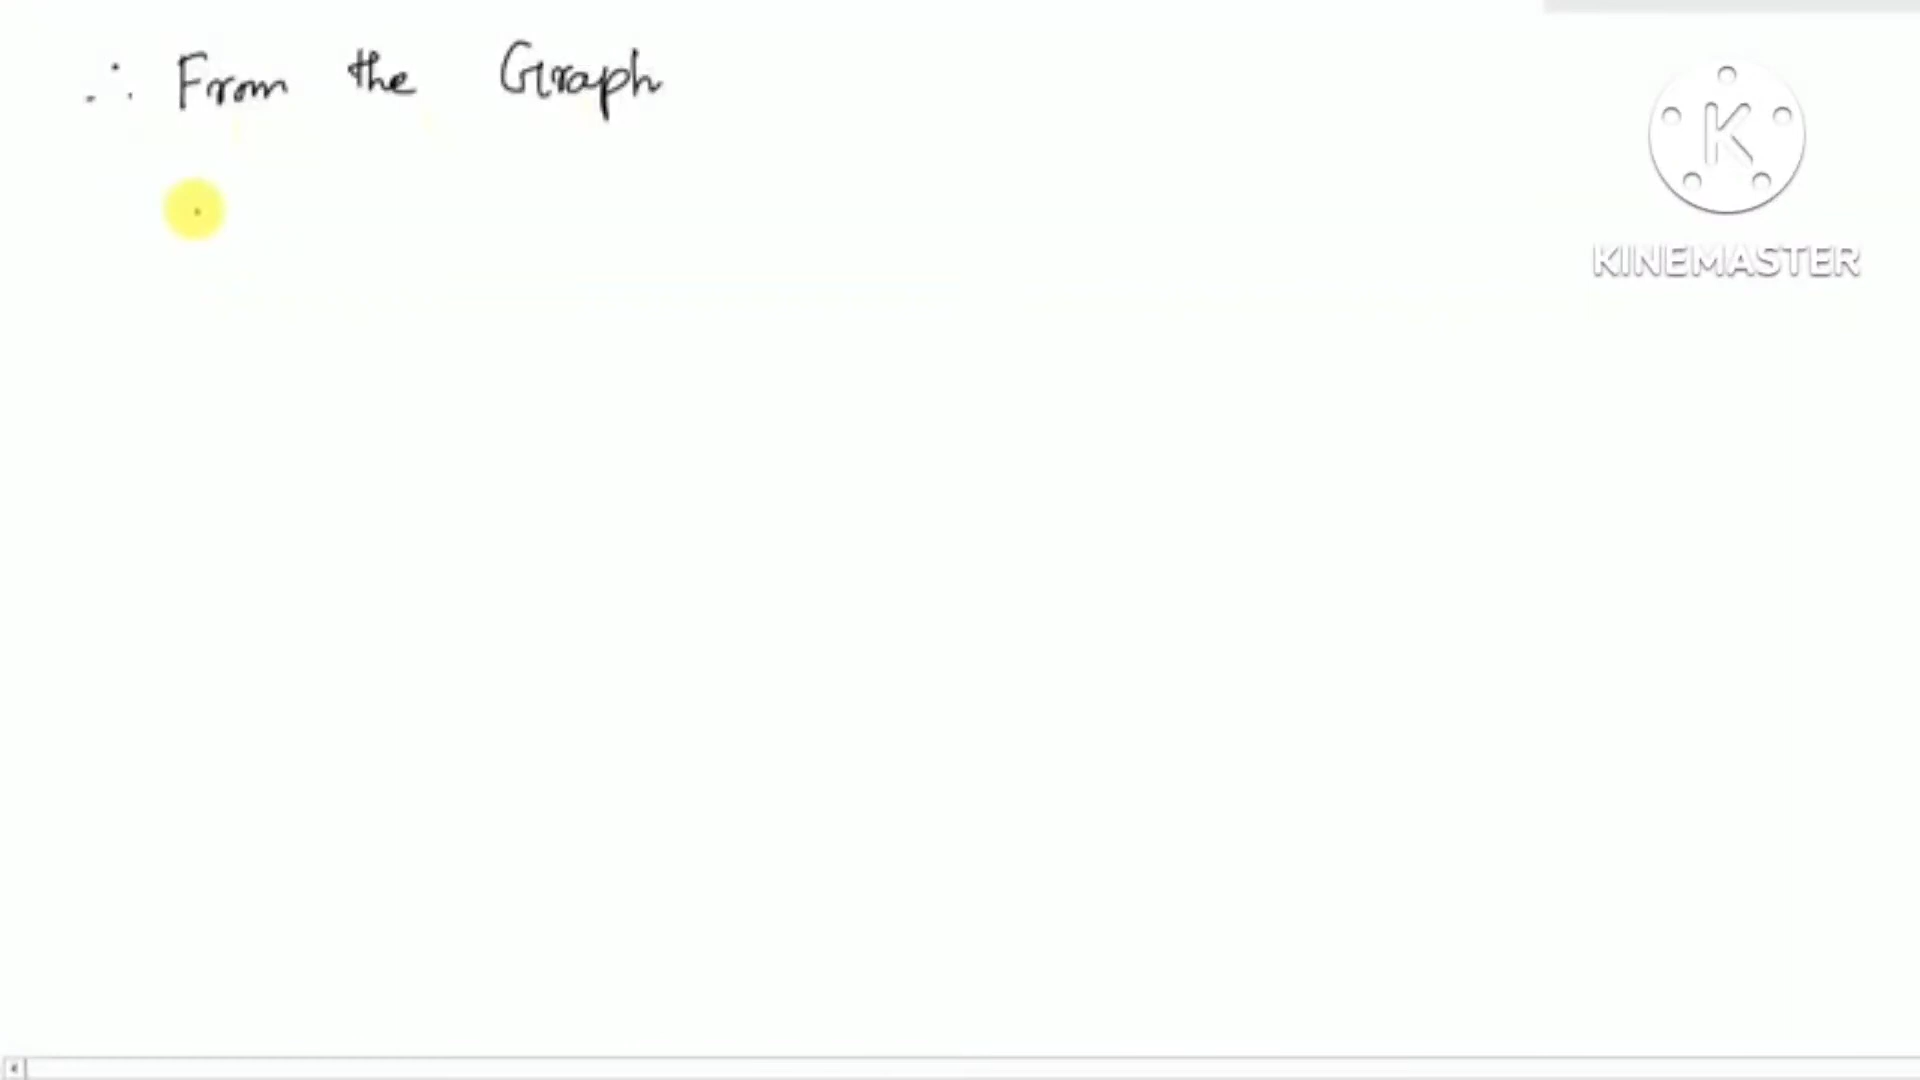 ∴ From the Graph
K
KINEMASTER